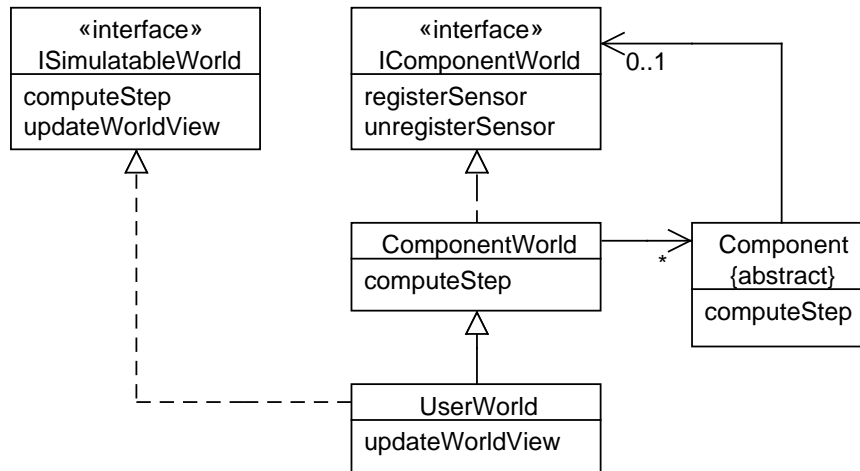 «interface»
ISimulatableWorld
computeStep
updateWorldView
«interface»
IComponentWorld
registerSensor
unregisterSensor
0..1
ComponentWorld
computeStep
*
Component
{abstract}
computeStep
UserWorld
updateWorldView